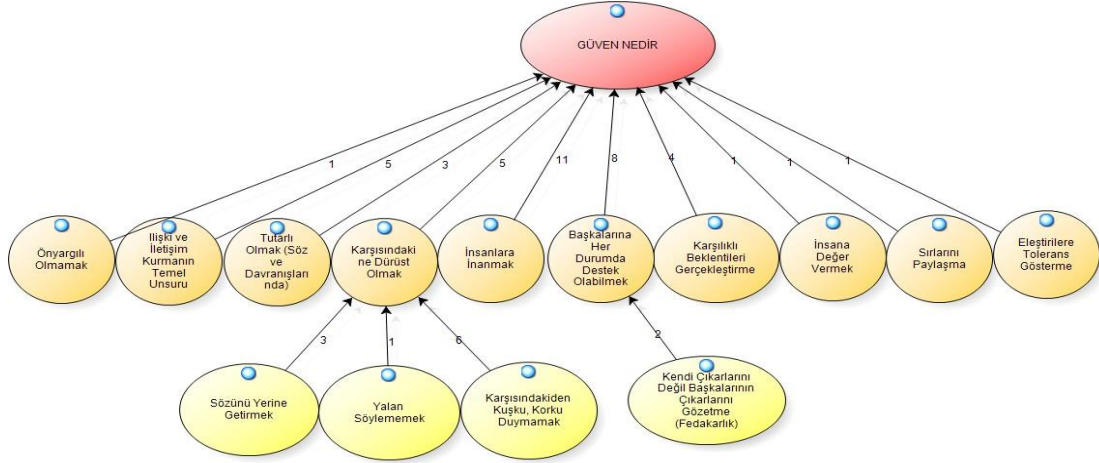 GÜVEN NEDİR
1
5
3
5
11
8
4
1
1
1
Önyargılı
Olmamak
İlişki ve
İletişim
Kurmanın
Temel
Unsuru
Tutarlı
Olmak (Söz
ve
Davranışları
nda)
Karşısındaki
ne Dürüst
Olmak
İnsanlara
İnanmak
Başkalarına
Her
Durumda
Destek
Olabilmek
Karşılıklı
Beklentileri
Gerçekleştirme
İnsana
Değer
Vermek
Sırlarını
Paylaşma
Eleştirilere
Tolerans
Gösterme
3
1
6
2
Sözünü Yerine
Getirmek
Yalan
Söylememek
Karşısındakiden
Kuşku, Korku
Duymamak
Kendi Çıkarlarını
Değil Başkalarının
Çıkarlarını
Gözetme
(Fedakarlık)